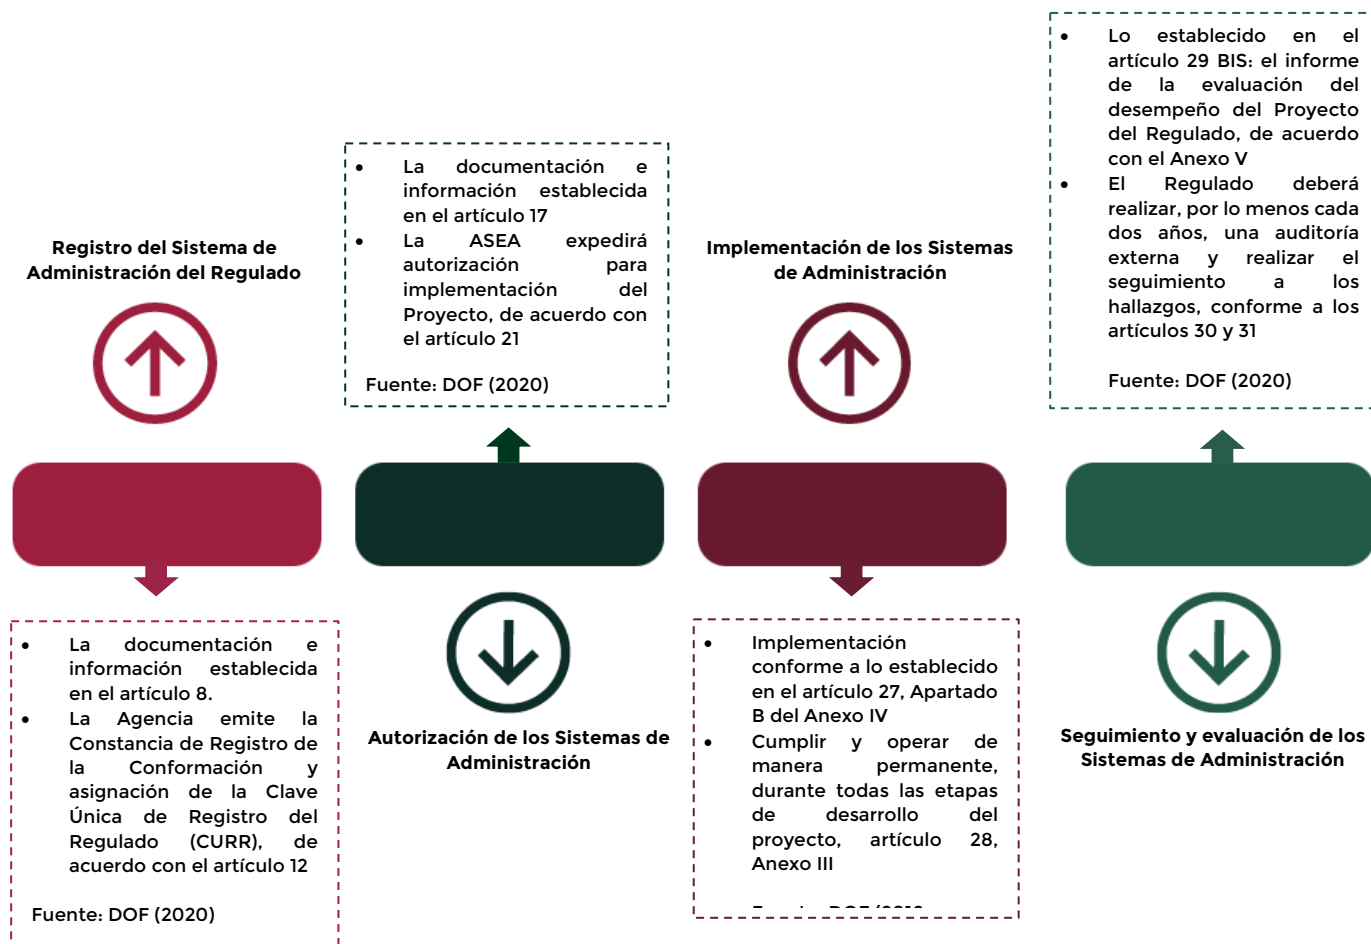 Registro del Sistema de
Administración del Regulado
• La documentación e
información establecida
en el artículo 8.
• La Agencia emite la
Constancia de Registro de
la Conformación y
asignación de la Clave
Única de Registro del
Regulado (CURR), de
acuerdo con el artículo 12
Fuente: DOF (2020)
• La documentación e
información establecida
en el artículo 17
• La ASEA expedirá
autorización para
implementación del
Proyecto, de acuerdo con
el artículo 21
Fuente: DOF (2020)
Autorización de los Sistemas de
Administración
Implementación de los Sistemas
de Administración
• Implementación
conforme a lo establecido
en el artículo 27, Apartado
B del Anexo IV
• Cumplir y operar de
manera permanente,
durante todas las etapas
de desarrollo del
proyecto, artículo 28,
Anexo III
• Lo establecido en el
artículo 29 BIS: el informe
de la evaluación del
desempeño del Proyecto
del Regulado, de acuerdo
con el Anexo V
• El Regulado deberá
realizar, por lo menos cada
dos años, una auditoría
externa y realizar el
seguimiento a los
hallazgos, conforme a los
artículos 30 y 31
Fuente: DOF (2020)
Seguimiento y evaluación de los
Sistemas de Administración